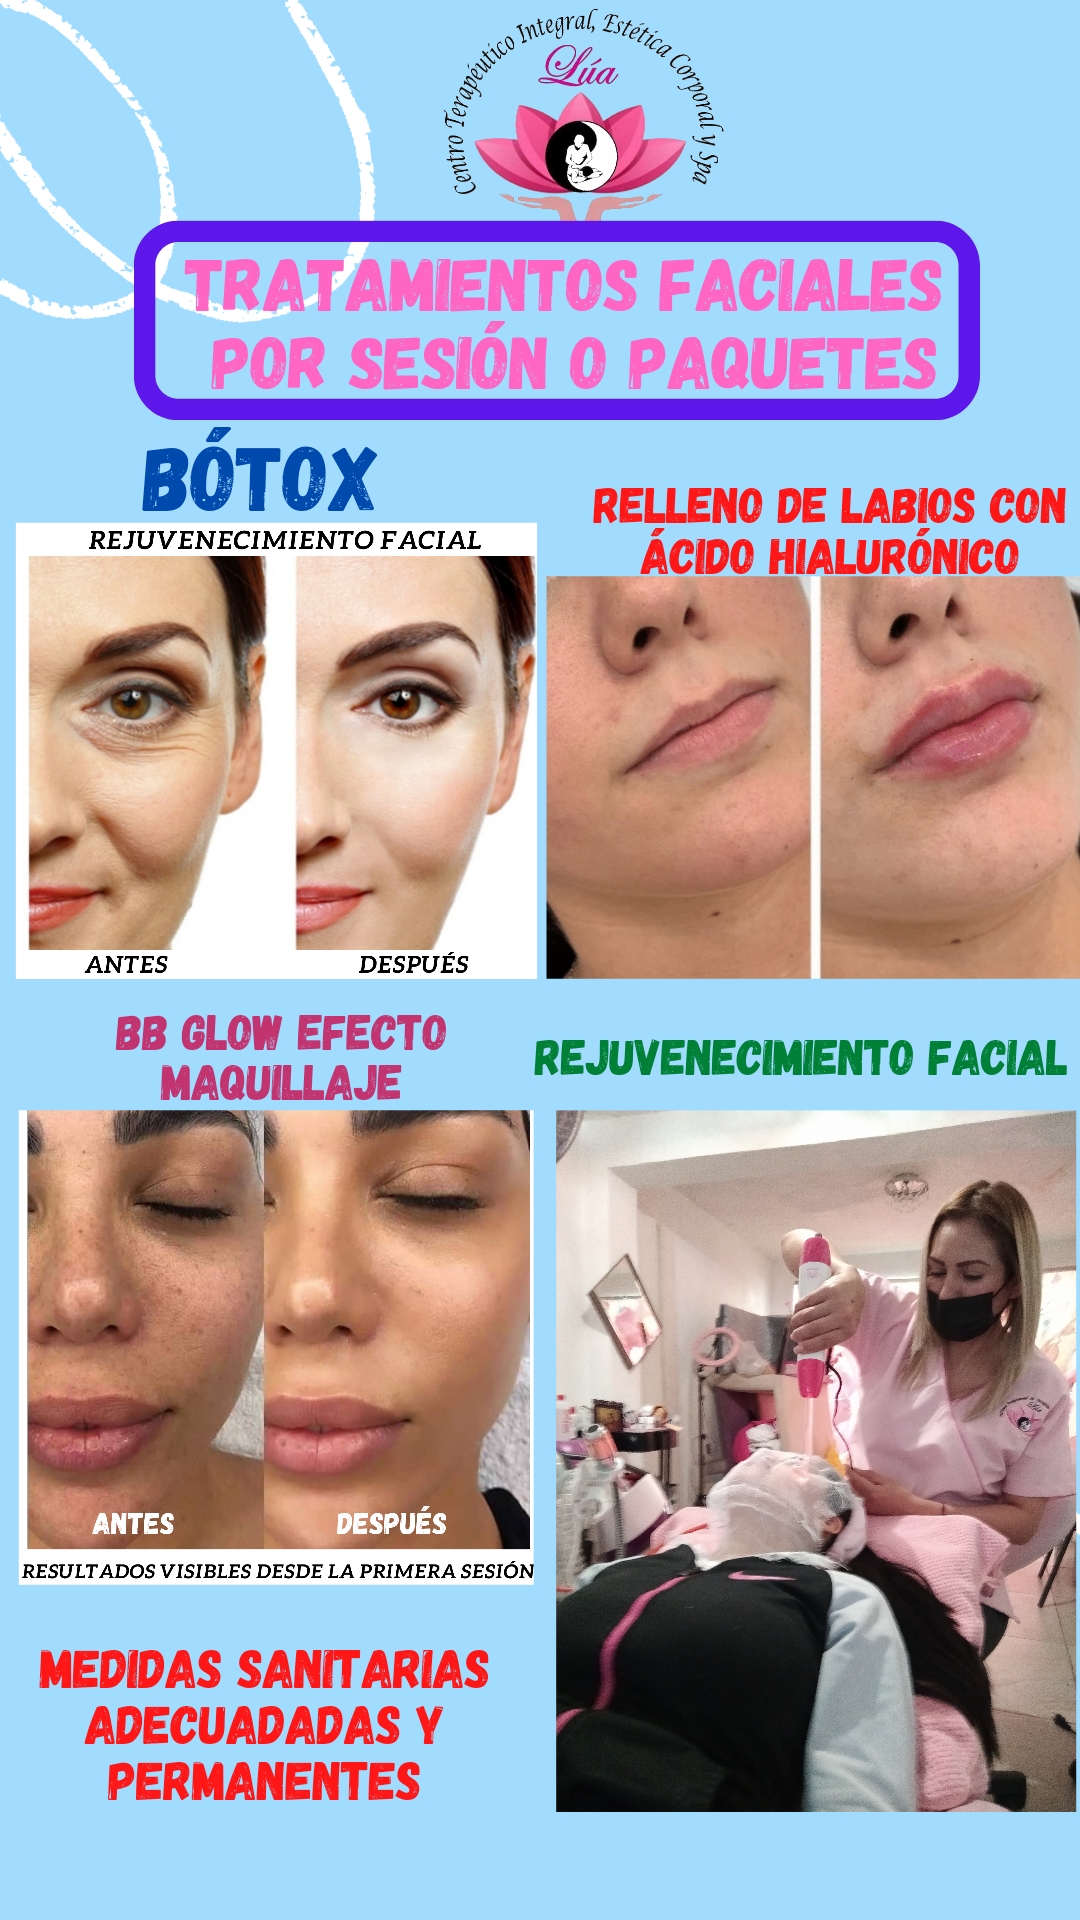 Centro Terapéutico Integral, Estética Corporal y Spa
Lúa
TRATAMIENTOS FACIALES
POR SESIÓN O PAQUETES
BÓTOX
REJUVENECIMIENTO FACIAL
ANTES
DESPUÉS
RELLENO DE LABIOS CON
ÁCIDO HIALURÓNICO
BB GLOW EFECTO
MAQUILLAJE
ANTES
DESPUÉS
RESULTADOS VISIBLES DESDE LA PRIMERA SESIÓN
REJUVENECIMIENTO FACIAL
Lúa
MEDIDAS SANITARIAS
ADECUADADAS Y
PERMANENTES